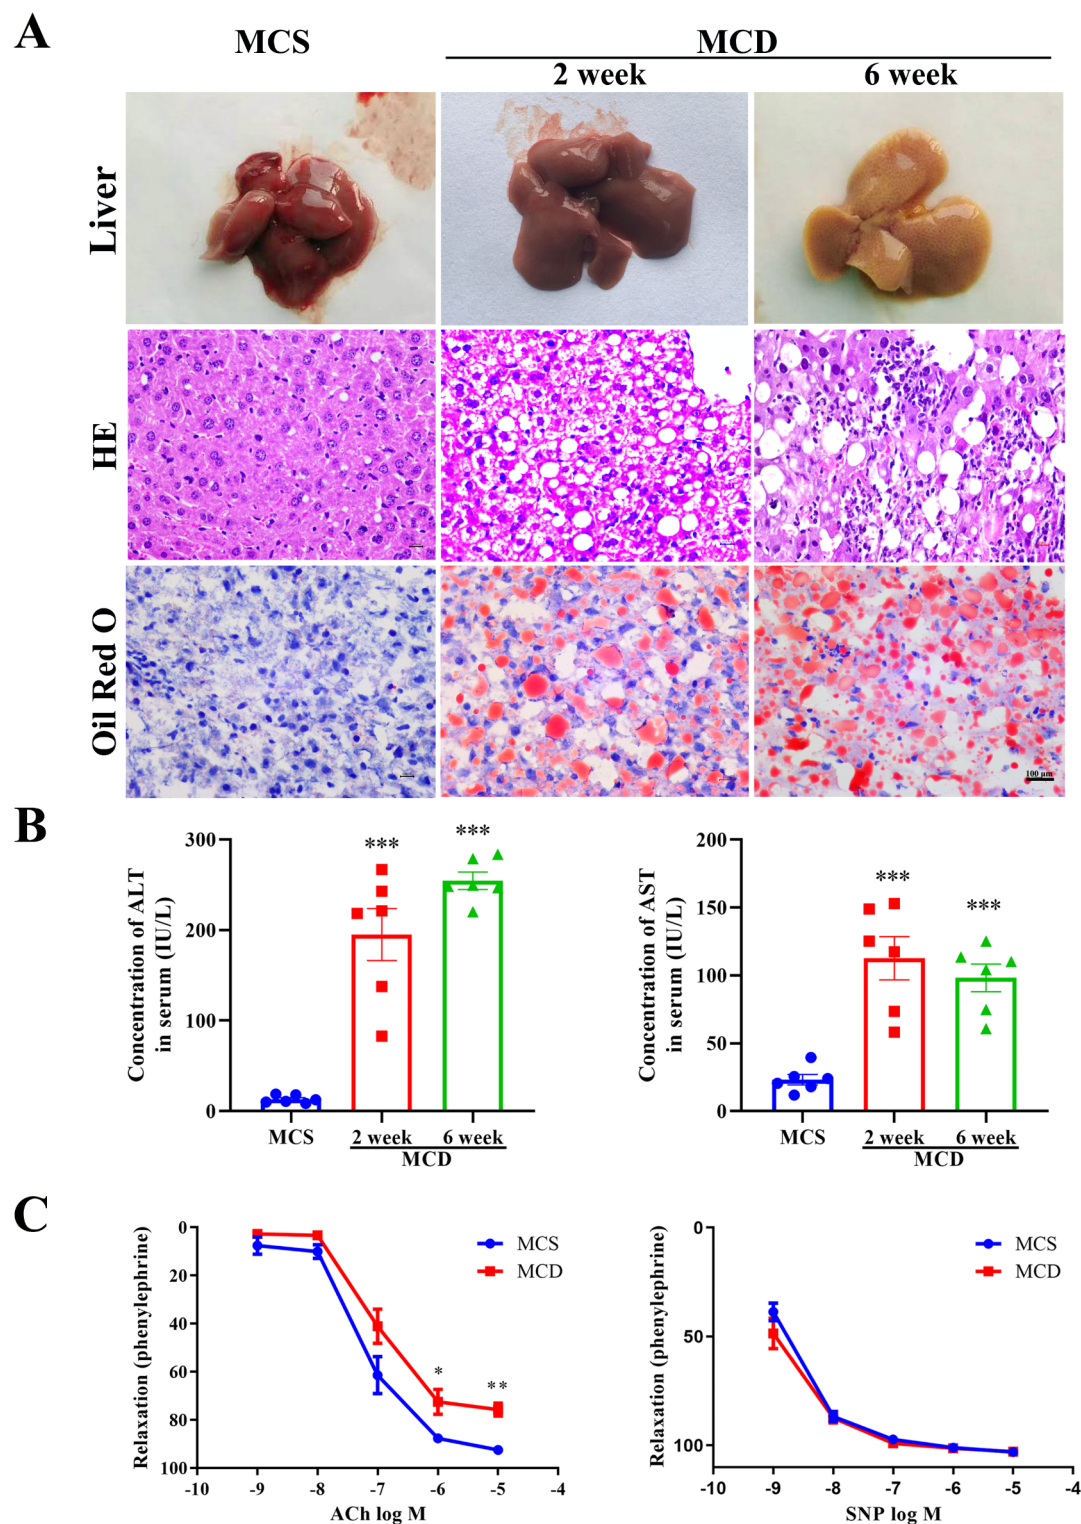 A
MCS
MCD
2 week
6 week
Liver
HE
Oil Red O
100 μm
B
Concentration of ALT
in serum (IU/L)
300
200
100
0
***
***
MCS
2 week
6 week
MCD
Concentration of AST
in serum (IU/L)
200
150
100
50
0
***
***
MCS
2 week
6 week
MCD
C
Relaxation (phenylephrine)
0
20
40
60
80
100
MCS
MCD
*
**
-10
-9
-8
-7
-6
-5
-4
ACh log M
Relaxation (phenylephrine)
0
50
100
MCS
MCD
-10
-9
-8
-7
-6
-5
-4
SNP log M